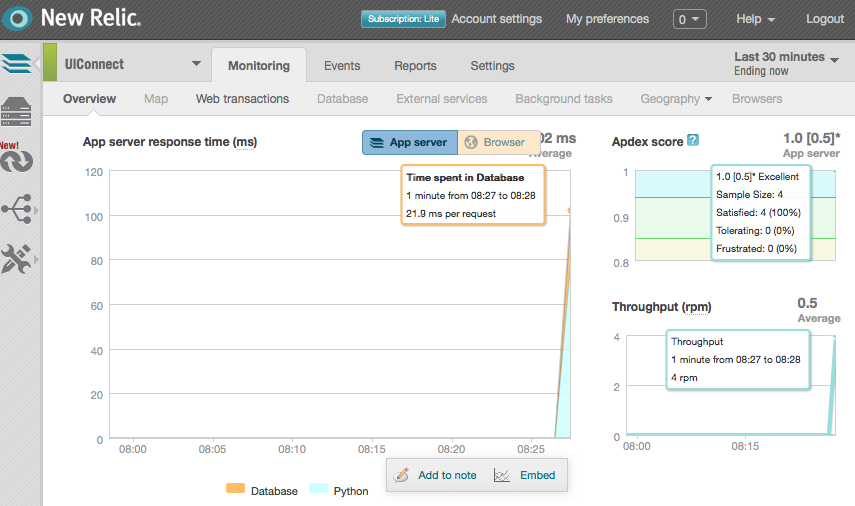 New Relic.
Subscription: Lite
Account settings
My preferences
0
Help
Logout
UIConnect
Monitoring
Events
Reports
Settings
Last 30 minutes
Ending now
Overview
Map
Web transactions
Database
External services
Background tasks
Geography
Browsers
New!
App server response time (ms)
App server
Browser
02 ms
Average
Time spent in Database
1 minute from 08:27 to 08:28
21.9 ms per request
120
100
80
60
40
20
0
08:00
08:05
08:10
08:15
08:20
08:25
Database
Python
Add to note
Embed
Apdex score ?
1.0 [0.5]*
App server
1
0.9
0.8
1.0 [0.5]* Excellent
Sample Size: 4
Satisfied: 4 (100%)
Tolerating: 0 (0%)
Frustrated: 0 (0%)
Throughput (rpm)
0.5
Average
4
2
0
Throughput
1 minute from 08:27 to 08:28
4 rpm
08:00
08:15